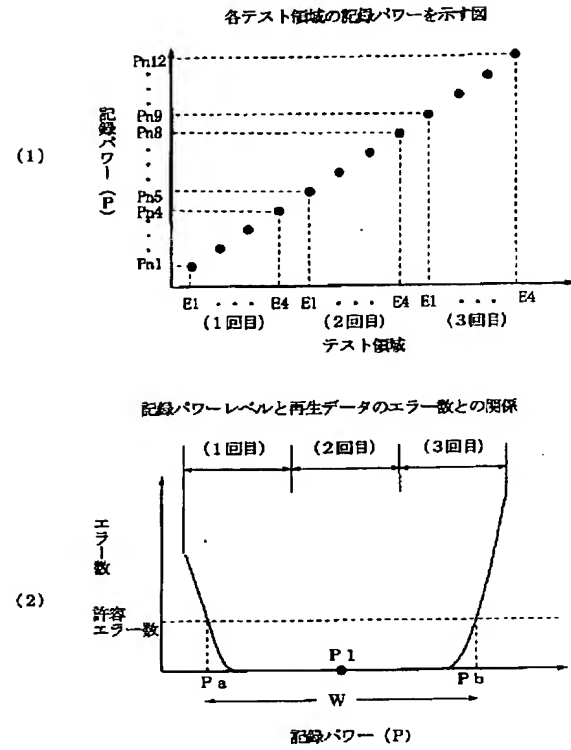 各テスト領域の記録パワーを示す図
(1)
記録パワー(P)
Pn12
Pn9
Pn8
Pn5
Pn4
Pn1
E1 ・・・ E4 E1 ・・・ E4 E1 ・・・ E4
(1回目) (2回目) (3回目)
テスト領域
記録パワーレベルと再生データのエラー数との関係
(1回目) (2回目) (3回目)
(2)
エラー数
許容
エラー数
Pa P1 Pb
W
記録パワー(P)